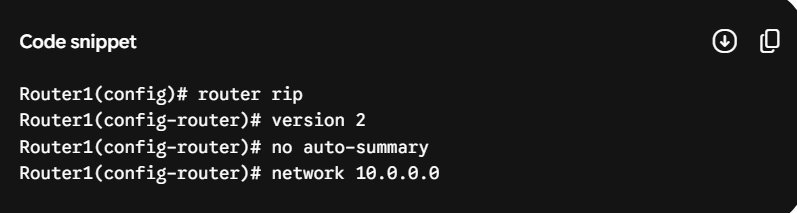 Code snippet
Router1(config)# router rip
Router1(config-router)# version 2
Router1(config-router)# no auto-summary
Router1(config-router)# network 10.0.0.0